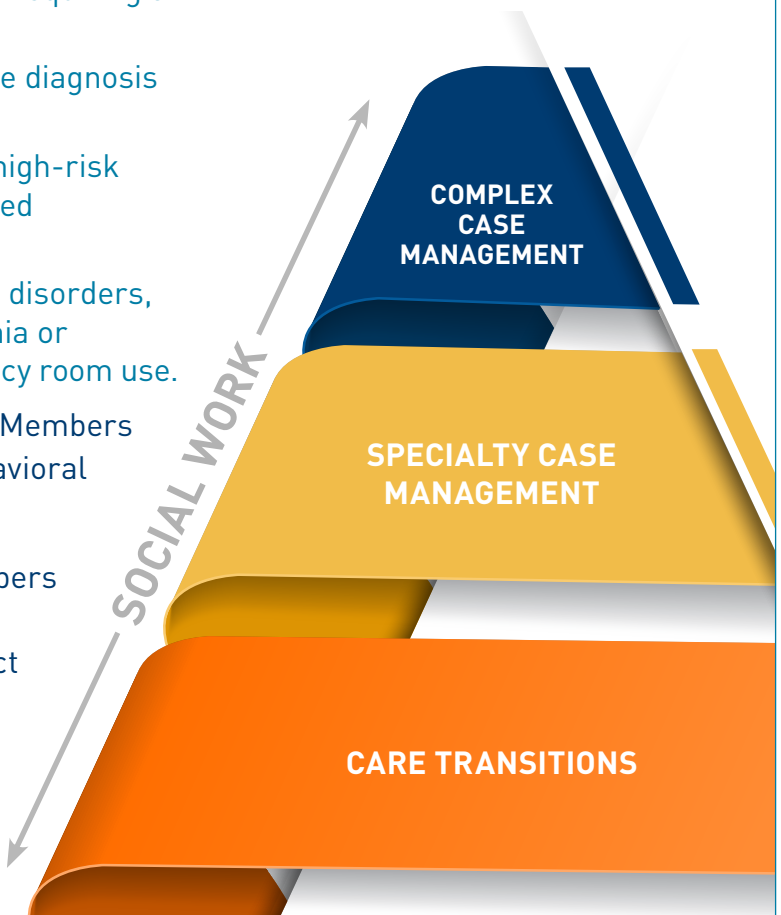 e diagnosis
high-risk
ed
disorders,
nia or
cy room use.
Members
avioral
bers
ct
SOCIAL WORK
COMPLEX
CASE
MANAGEMENT
SPECIALTY CASE
MANAGEMENT
CARE TRANSITIONS